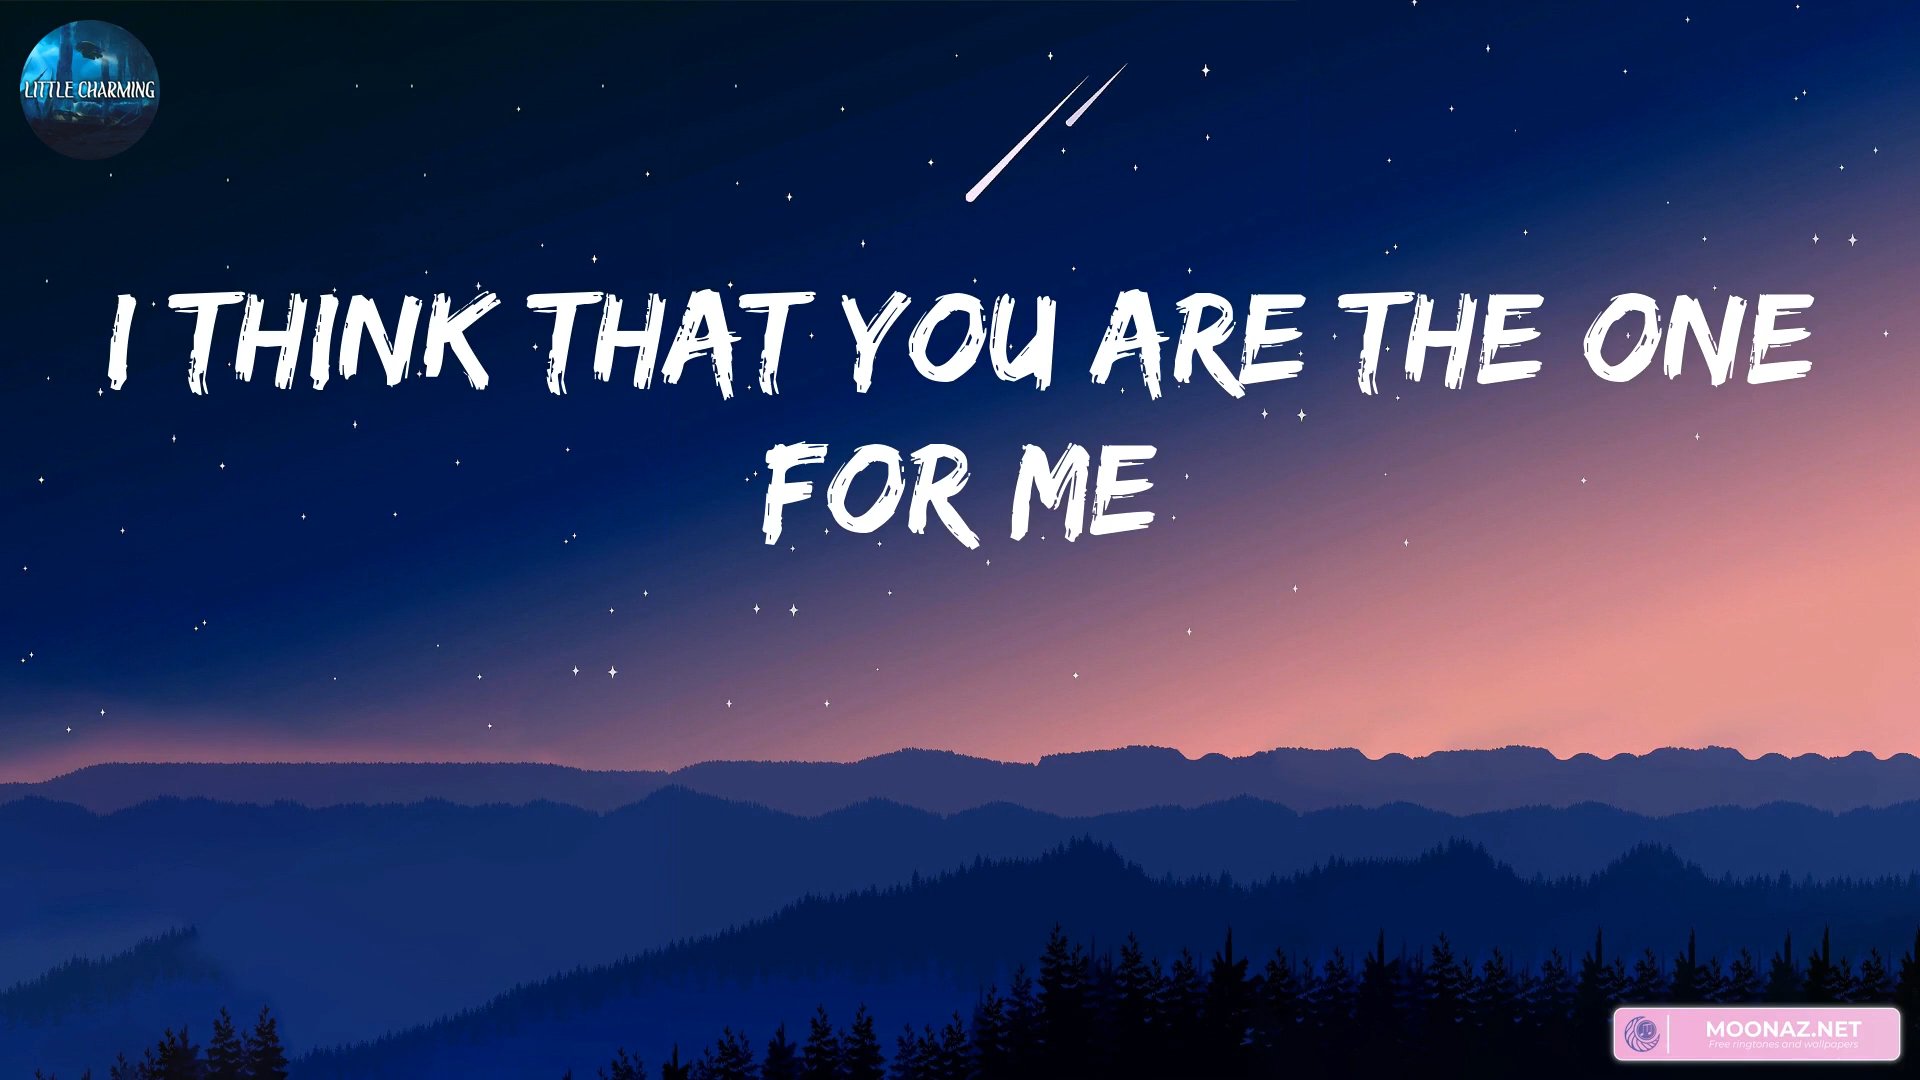 LITTLE CHARMING
I THINK THAT YOU ARE THE ONE
FOR ME
MOONAZ.NET
Free ringtones and wallpapers